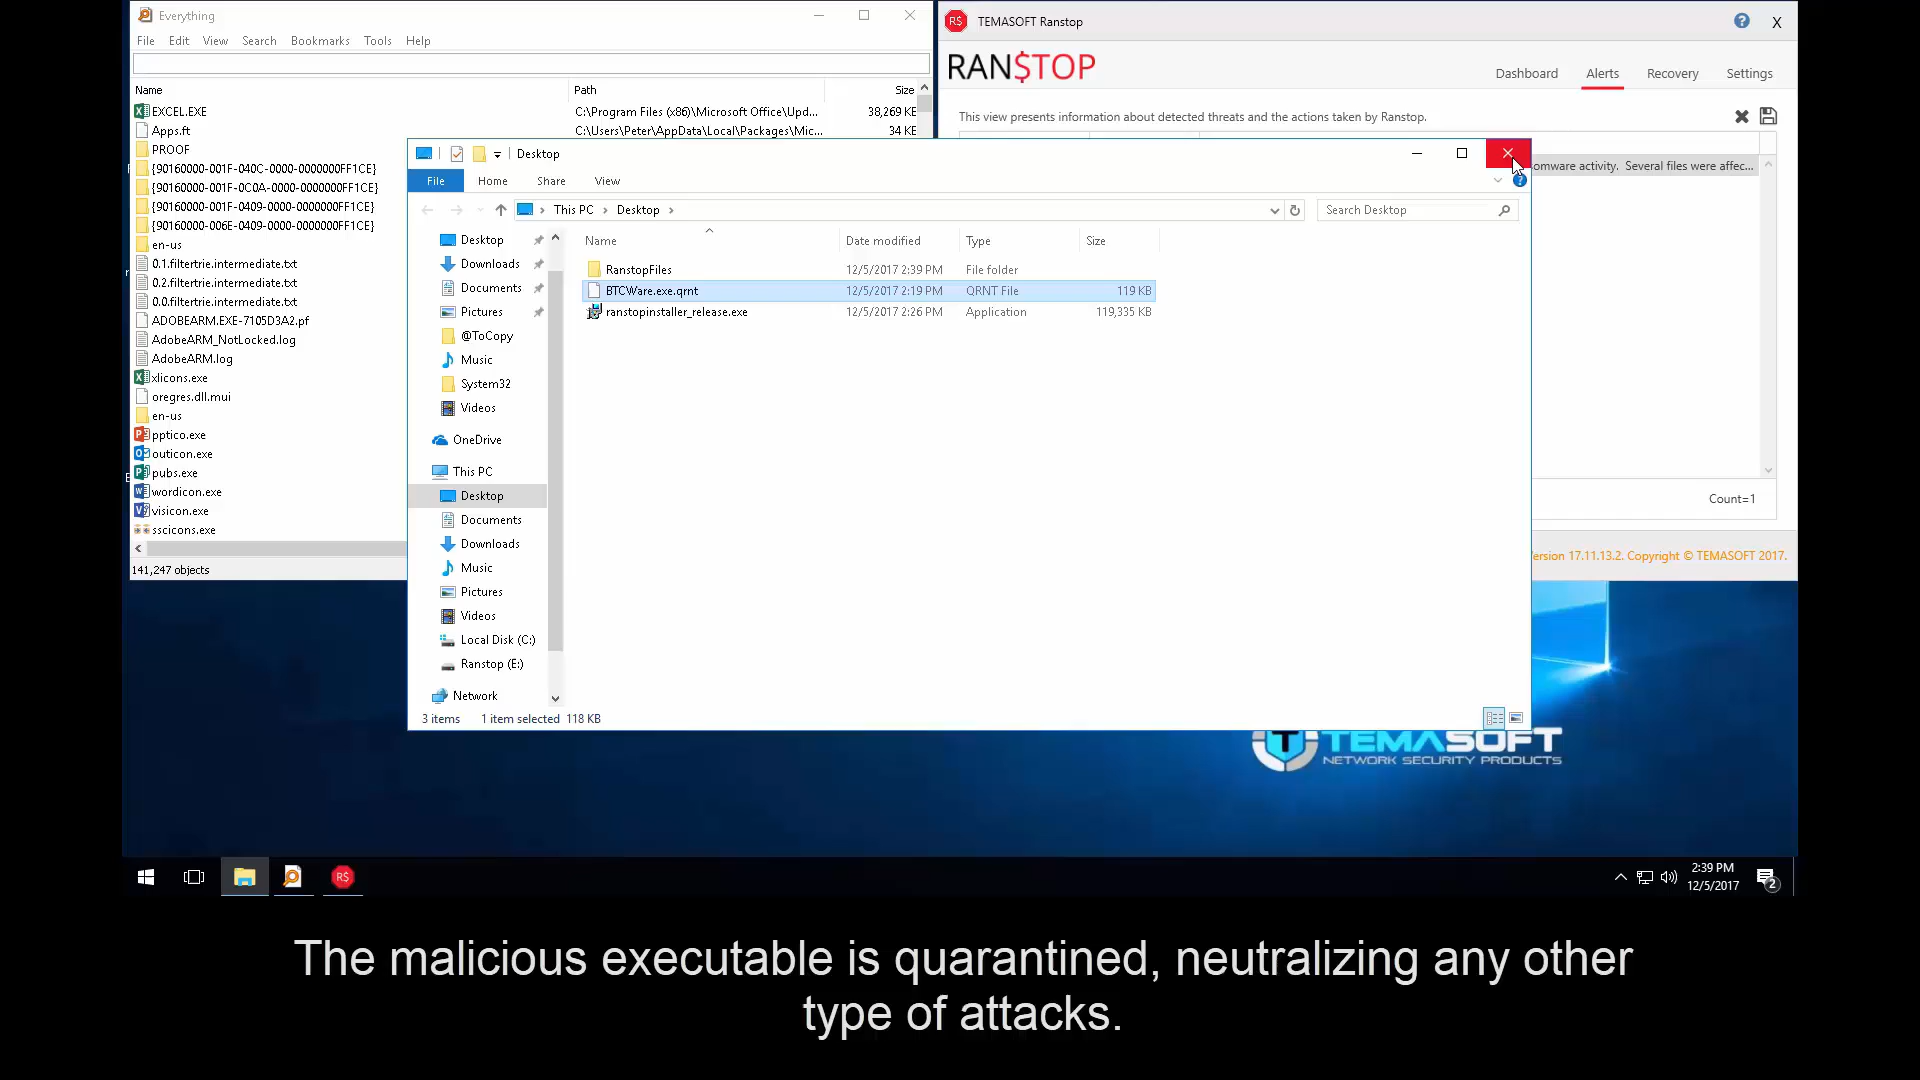 Everything
File Edit View Search Bookmarks Tools Help
Name Path Size
EXCEL.EXE C:\Program Files (x86)\Microsoft Office\Upd... 38,269 KE
Apps.ft C:\Users\Peter\AppData\Local\Packages\Mic... 34 KE
PROOF
{90160000-001F-040C-0000-0000000FF1CE}
{90160000-001F-0C0A-0000-0000000FF1CE}
{90160000-001F-0409-0000-0000000FF1CE}
{90160000-006E-0409-0000-0000000FF1CE}
en-us
0.1.filtertrie.intermediate.txt
0.2.filtertrie.intermediate.txt
0.0.filtertrie.intermediate.txt
ADOBEARM.EXE-7105D3A2.pf
AdobeARM_NotLocked.log
AdobeARM.log
xlicons.exe
oregres.dll.mui
en-us
pptico.exe
outicon.exe
pubs.exe
wordicon.exe
visicon.exe
sscicons.exe
141,247 objects
R$ TEMASOFT Ranstop ? X
RAN$TOP
Dashboard Alerts Recovery Settings
This view presents information about detected threats and the actions taken by Ranstop.
omware activity. Several files were affec...
Count=1
ersion 17.11.13.2. Copyright © TEMASOFT 2017.
Desktop
File Home Share View
This PC Desktop
Search Desktop
Name Date modified Type Size
RanstopFiles 12/5/2017 2:39 PM File folder
BTCWare.exe.qrnt 12/5/2017 2:19 PM QRNT File 119 KB
ranstopinstaller_release.exe 12/5/2017 2:26 PM Application 119,335 KB
Desktop
Downloads
Documents
Pictures
@ToCopy
Music
System32
Videos
OneDrive
This PC
Desktop
Documents
Downloads
Music
Pictures
Videos
Local Disk (C:)
Ranstop (E:)
Network
3 items 1 item selected 118 KB
TEMASOFT
NETWORK SECURITY PRODUCTS
R$
2:39 PM
12/5/2017
2
The malicious executable is quarantined, neutralizing any other
type of attacks.